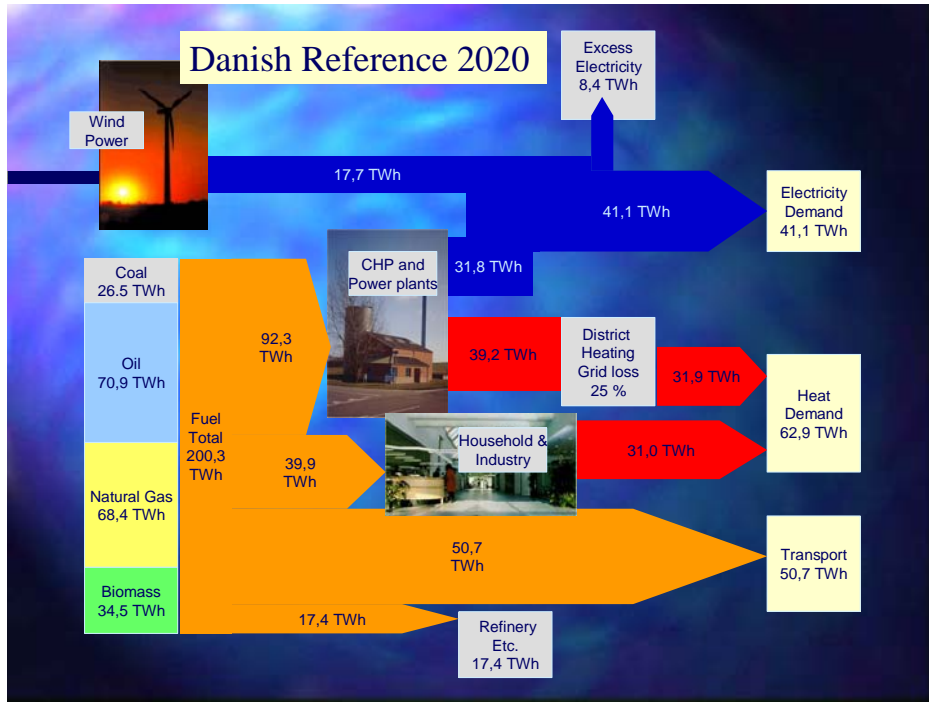 Danish Reference 2020
Excess
Electricity
8,4 TWh
Wind
Power
17,7 TWh
41,1 TWh
Electricity
Demand
41,1 TWh
CHP and
Power plants
31,8 TWh
Coal
26.5 TWh
Oil
70,9 TWh
Natural Gas
68,4 TWh
Biomass
34,5 TWh
Fuel
Total
200,3
TWh
92,3
TWh
39,2 TWh
District
Heating
Grid loss
25 %
31,9 TWh
Heat
Demand
62,9 TWh
39,9
TWh
Household &
Industry
31,0 TWh
50,7
TWh
Transport
50,7 TWh
17,4 TWh
Refinery
Etc.
17,4 TWh